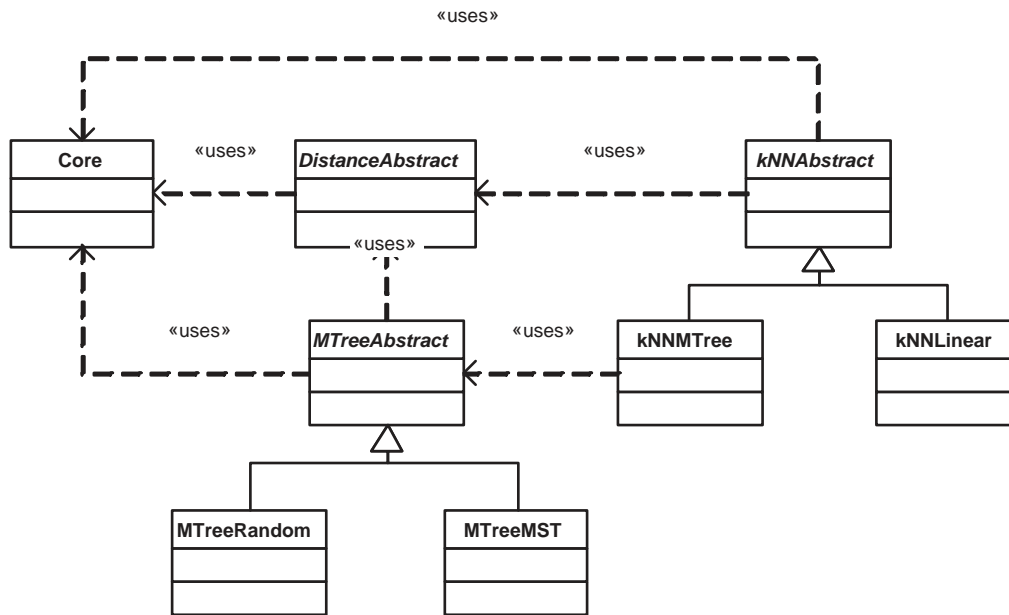 «uses»
Core
«uses»
DistanceAbstract
«uses»
kNNAbstract
«uses»
«uses»
MTreeAbstract
«uses»
kNNMTree
kNNLinear
MTreeRandom
MTreeMST